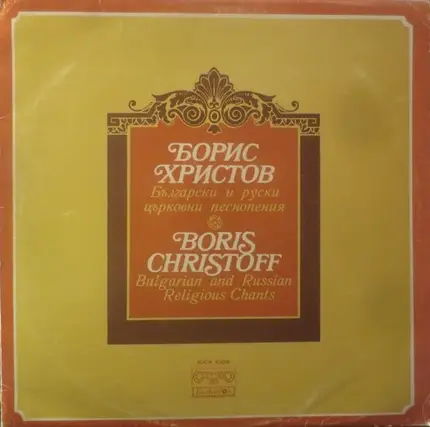 БОРИС
ХРИСТОВ
Български и руски
църковни песнопения
BORIS
CHRISTOFF
Bulgarian and Russian
Religious Chants